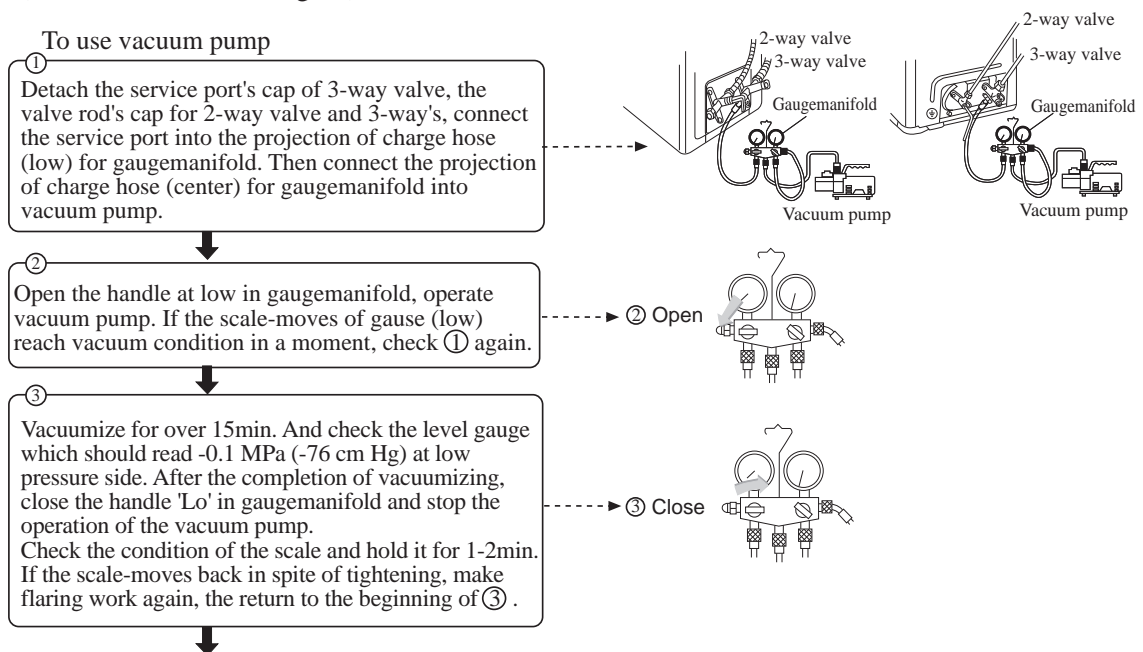 To use vacuum pump
①
Detach the service port's cap of 3-way valve, the
valve rod's cap for 2-way valve and 3-way's, connect
the service port into the projection of charge hose
(low) for gaugemanifold. Then connect the projection
of charge hose (center) for gaugemanifold into
vacuum pump.
2-way valve
3-way valve
Gaugemanifold
Vacuum pump
2-way valve
3-way valve
Gaugemanifold
Vacuum pump
②
Open the handle at low in gaugemanifold, operate
vacuum pump. If the scale-moves of gause (low)
reach vacuum condition in a moment, check ① again.
② Open
③
Vacuumize for over 15min. And check the level gauge
which should read -0.1 MPa (-76 cm Hg) at low
pressure side. After the completion of vacuumizing,
close the handle 'Lo' in gaugemanifold and stop the
operation of the vacuum pump.
Check the condition of the scale and hold it for 1-2min.
If the scale-moves back in spite of tightening, make
flaring work again, the return to the beginning of ③ .
③ Close